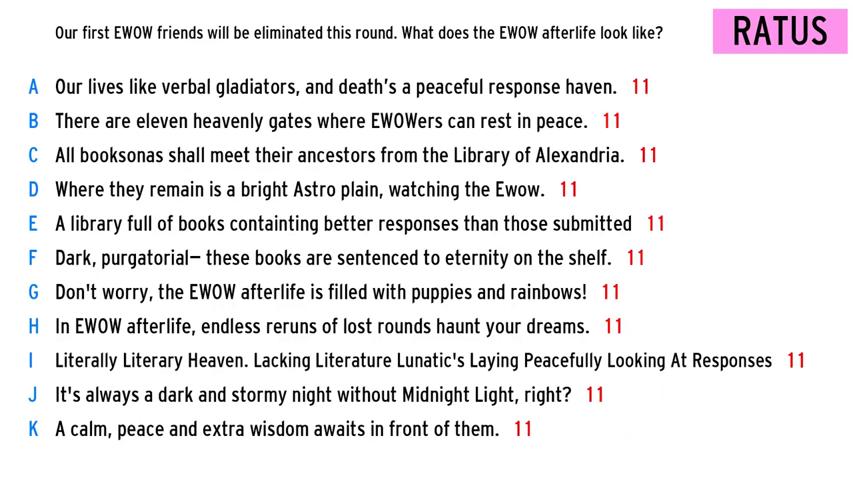 Our first EWOW friends will be eliminated this round. What does the EWOW afterlife look like?
RATUS
A Our lives like verbal gladiators, and death's a peaceful response haven. 11
B There are eleven heavenly gates where EWOWers can rest in peace. 11
C All booksonas shall meet their ancestors from the Library of Alexandria. 11
D Where they remain is a bright Astro plain, watching the Ewow. 11
E A library full of books containting better responses than those submitted 11
F Dark, purgatorial— these books are sentenced to eternity on the shelf. 11
G Don't worry, the EWOW afterlife is filled with puppies and rainbows! 11
H In EWOW afterlife, endless reruns of lost rounds haunt your dreams. 11
I Literally Literary Heaven. Lacking Literature Lunatic's Laying Peacefully Looking At Responses 11
J It's always a dark and stormy night without Midnight Light, right? 11
K A calm, peace and extra wisdom awaits in front of them. 11